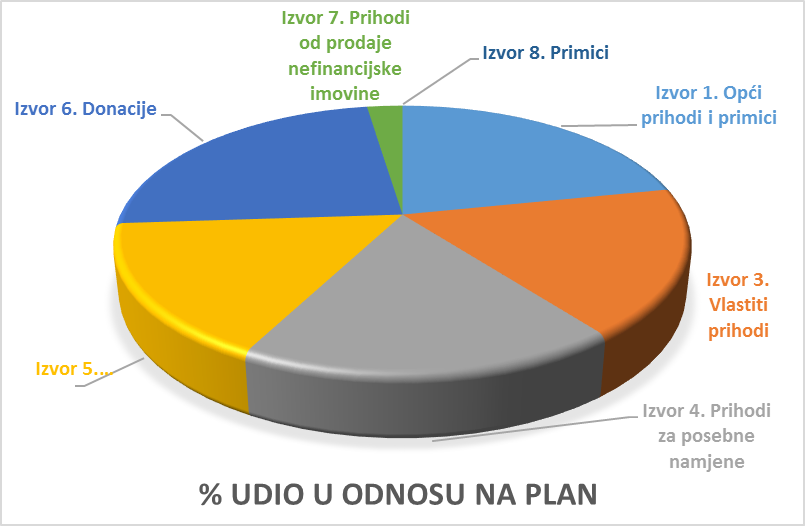 Izvor 7. Prihodi
od prodaje
nefinancijske
imovine
Izvor 8. Primici
Izvor 1. Opći
prihodi i primici
Izvor 6. Donacije
Izvor 3.
Vlastiti
prihodi
Izvor 5....
Izvor 4. Prihodi
za posebne
namjene
% UDIO U ODNOSU NA PLAN